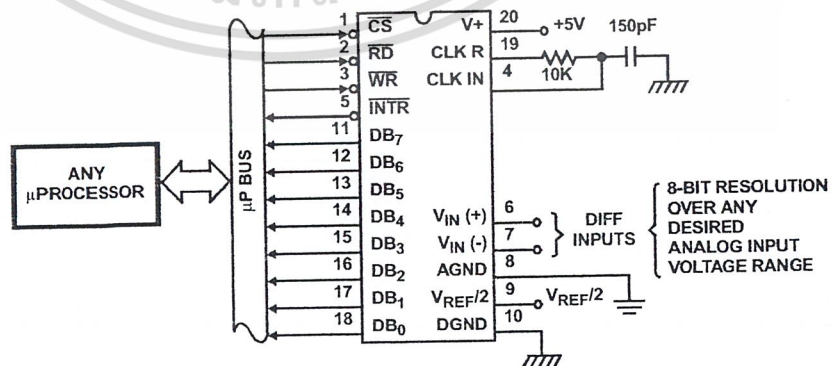 1 CS V+ 20 +5V 150pF
2 RD CLK R 19
3 WR CLK IN 4 10K
5 INTR
11 DB7
12 DB6
13 DB5
14 DB4
15 DB3
16 DB2
17 DB1
18 DB0
ANY
µPROCESSOR
µP BUS
VIN (+) 6
VIN (-) 7
AGND 8
VREF/2 9 VREF/2
DGND 10
DIFF
INPUTS
8-BIT RESOLUTION
OVER ANY
DESIRED
ANALOG INPUT
VOLTAGE RANGE